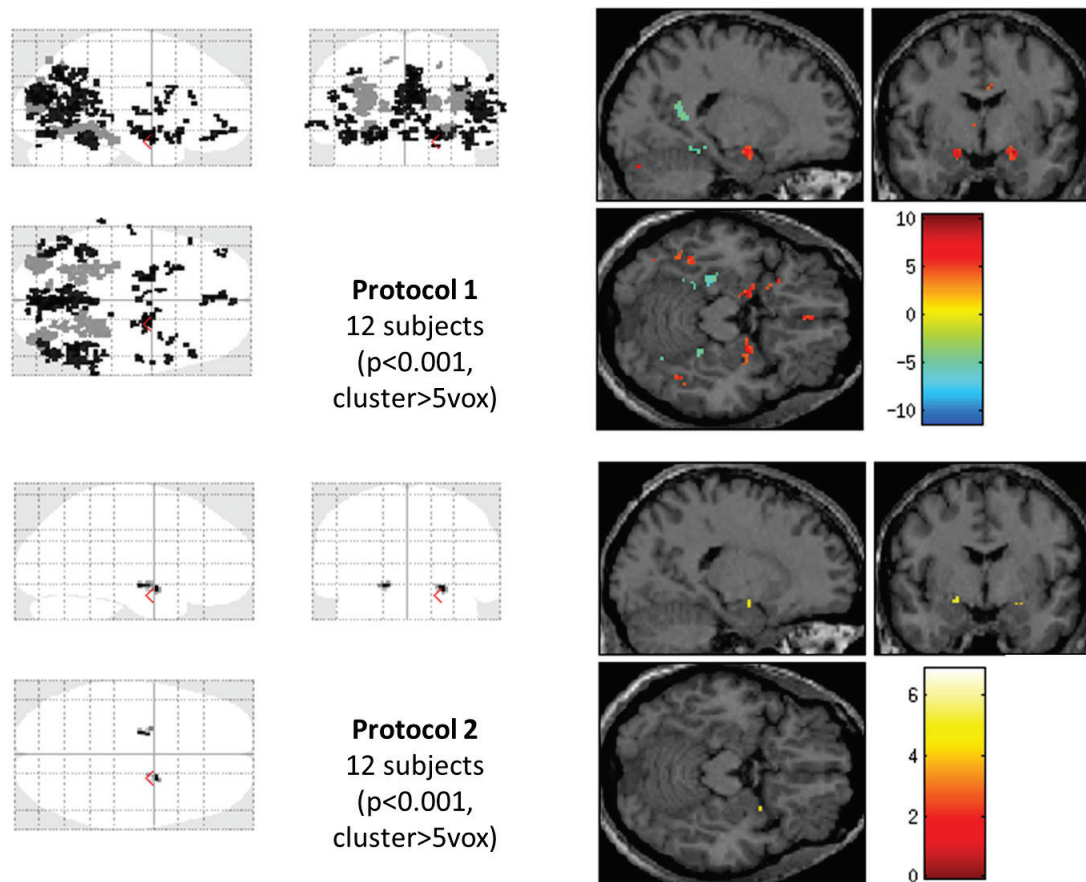 Protocol 1
12 subjects
(p<0.001,
cluster>5vox)
10
5
0
−5
−10
Protocol 2
12 subjects
(p<0.001,
cluster>5vox)
6
4
2
0